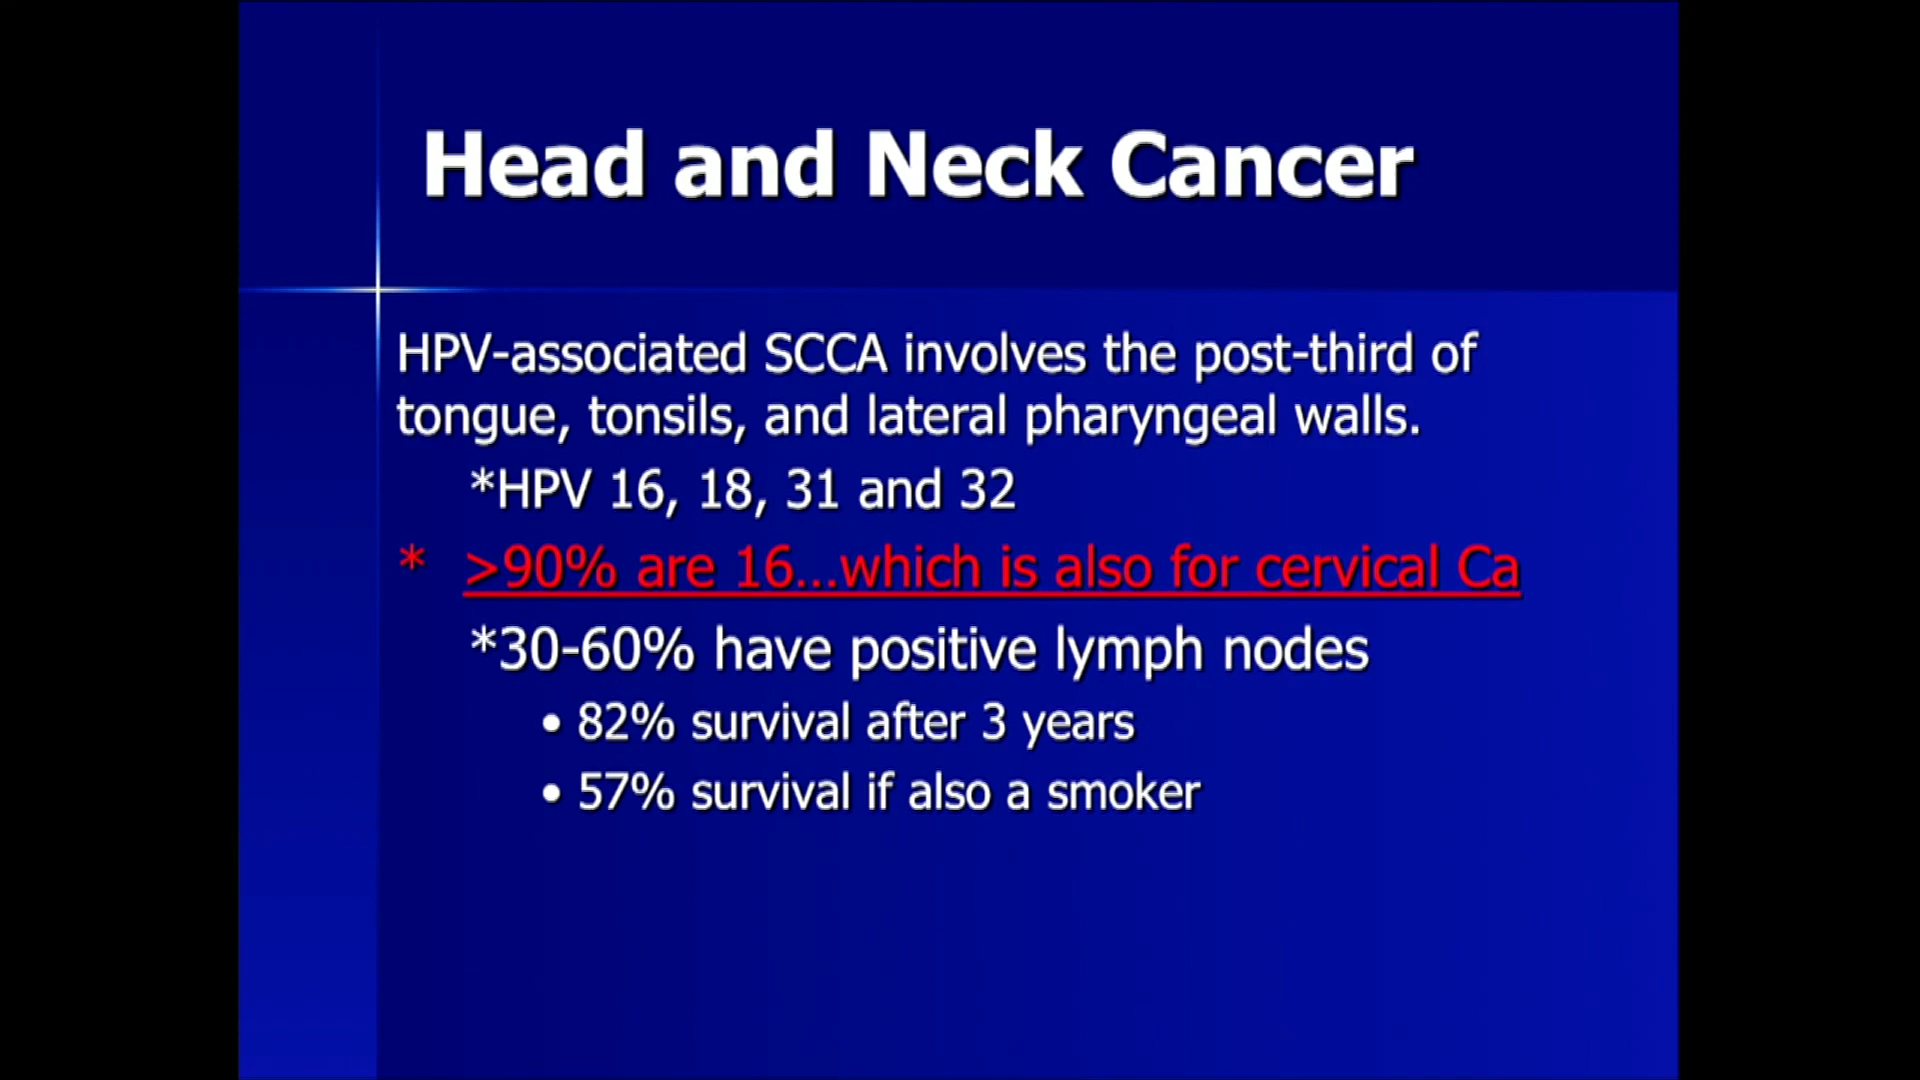 Head and Neck Cancer
HPV-associated SCCA involves the post-third of
tongue, tonsils, and lateral pharyngeal walls.
*HPV 16, 18, 31 and 32
* >90% are 16...which is also for cervical Ca
*30-60% have positive lymph nodes
• 82% survival after 3 years
• 57% survival if also a smoker